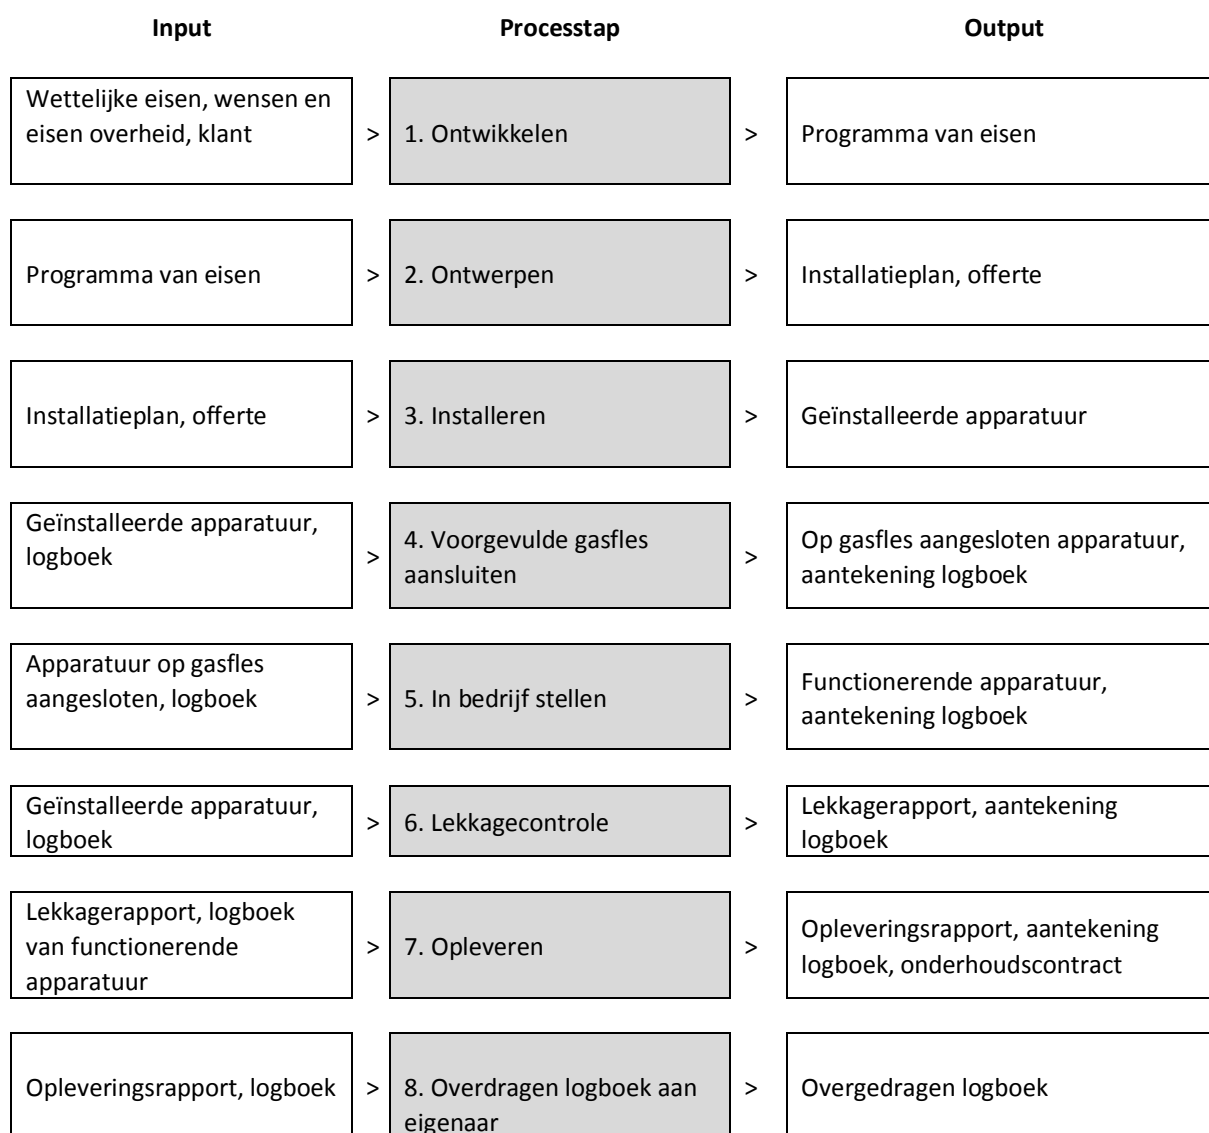 Input
Processtap
Output
Wettelijke eisen, wensen en
eisen overheid, klant
>
1. Ontwikkelen
>
Programma van eisen
Programma van eisen
>
2. Ontwerpen
>
Installatieplan, offerte
Installatieplan, offerte
>
3. Installeren
>
Geïnstalleerde apparatuur
Geïnstalleerde apparatuur,
logboek
>
4. Voorgevulde gasfles
aansluiten
>
Op gasfles aangesloten apparatuur,
aantekening logboek
Apparatuur op gasfles
aangesloten, logboek
>
5. In bedrijf stellen
>
Functionerende apparatuur,
aantekening logboek
Geïnstalleerde apparatuur,
logboek
>
6. Lekkagecontrole
>
Lekkagerapport, aantekening
logboek
Lekkagerapport, logboek
van functionerende
apparatuur
>
7. Opleveren
>
Opleveringsrapport, aantekening
logboek, onderhoudscontract
Opleveringsrapport, logboek
>
8. Overdragen logboek aan
eigenaar
>
Overgedragen logboek